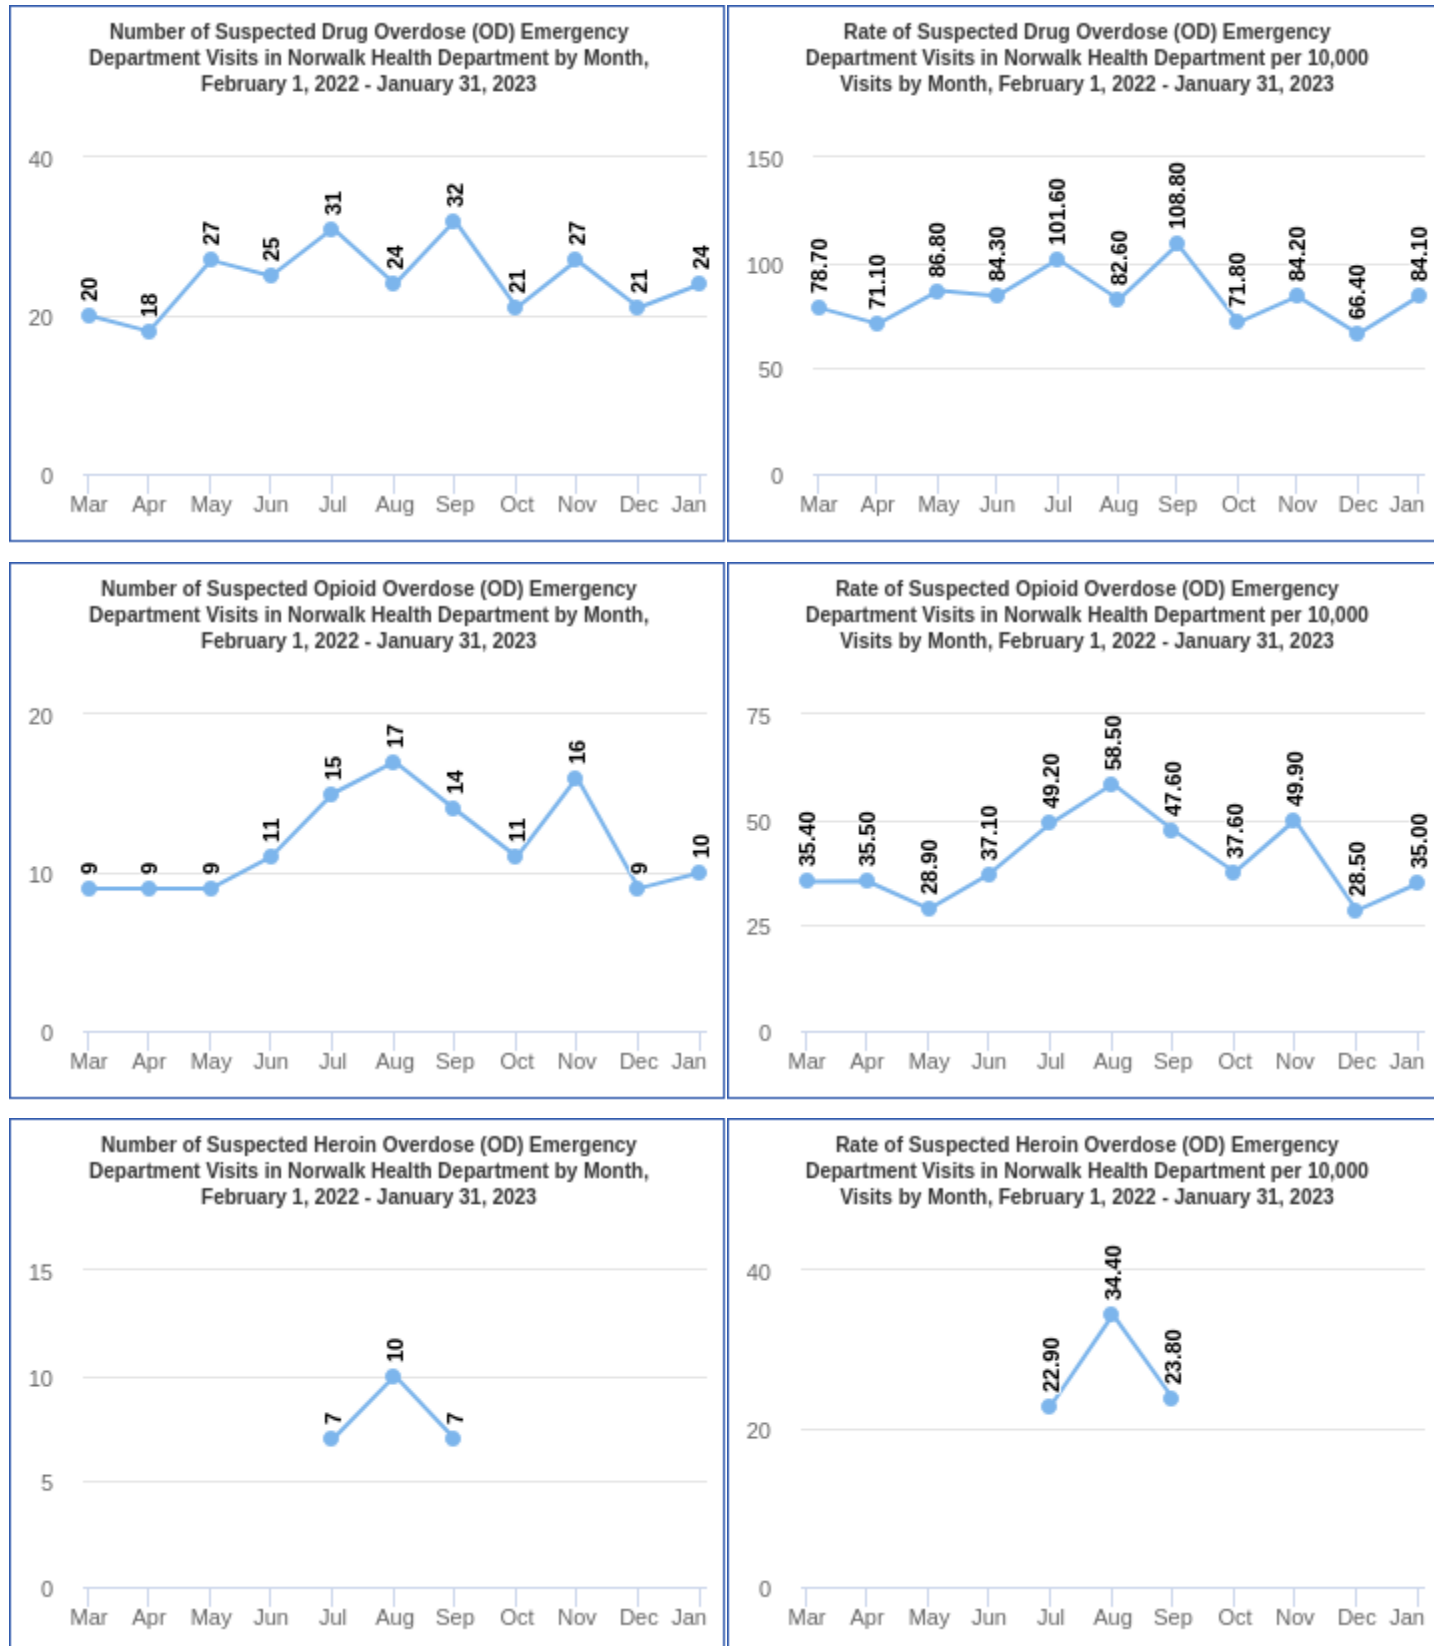 Number of Suspected Drug Overdose (OD) Emergency
Department Visits in Norwalk Health Department by Month,
February 1, 2022 - January 31, 2023
40
20
0
20
18
27
25
31
24
32
21
27
21
24
Mar Apr May Jun Jul Aug Sep Oct Nov Dec Jan
Rate of Suspected Drug Overdose (OD) Emergency
Department Visits in Norwalk Health Department per 10,000
Visits by Month, February 1, 2022 - January 31, 2023
150
100
50
0
78.70
71.10
86.80
84.30
101.60
82.60
108.80
71.80
84.20
66.40
84.10
Mar Apr May Jun Jul Aug Sep Oct Nov Dec Jan
Number of Suspected Opioid Overdose (OD) Emergency
Department Visits in Norwalk Health Department by Month,
February 1, 2022 - January 31, 2023
20
10
0
9
9
9
11
15
17
14
11
16
9
10
Mar Apr May Jun Jul Aug Sep Oct Nov Dec Jan
Rate of Suspected Opioid Overdose (OD) Emergency
Department Visits in Norwalk Health Department per 10,000
Visits by Month, February 1, 2022 - January 31, 2023
75
50
25
0
35.40
35.50
28.90
37.10
49.20
58.50
47.60
37.60
49.90
28.50
35.00
Mar Apr May Jun Jul Aug Sep Oct Nov Dec Jan
Number of Suspected Heroin Overdose (OD) Emergency
Department Visits in Norwalk Health Department by Month,
February 1, 2022 - January 31, 2023
15
10
5
0
7
10
7
Mar Apr May Jun Jul Aug Sep Oct Nov Dec Jan
Rate of Suspected Heroin Overdose (OD) Emergency
Department Visits in Norwalk Health Department per 10,000
Visits by Month, February 1, 2022 - January 31, 2023
40
20
0
22.90
34.40
23.80
Mar Apr May Jun Jul Aug Sep Oct Nov Dec Jan